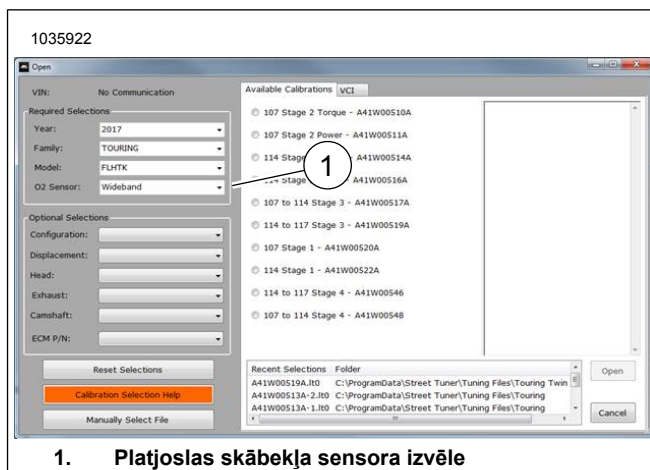 1035922
Open
VIN: No Communication
Required Selections
Year: 2017
Family: TOURING
Model: FLHTK
O2 Sensor: Wideband
Optional Selections
Configuration:
Displacement:
Head:
Exhaust:
Camshaft:
ECM P/N:
Reset Selections
Calibration Selection Help
Manually Select File
Available Calibrations VCI
107 Stage 2 Torque - A41W00510A
107 Stage 2 Power - A41W00511A
114 Stage - A41W00514A
114 Stage A41W00516A
107 to 114 Stage 3 - A41W00517A
114 to 117 Stage 3 - A41W00519A
107 Stage 1 - A41W00520A
114 Stage 1 - A41W00522A
114 to 117 Stage 4 - A41W00546
107 to 114 Stage 4 - A41W00548
1
Recent Selections Folder
A41W00519A.lt0 C:\ProgramData\Street Tuner\Tuning Files\Touring Twin
A41W00513A-2.lt0 C:\ProgramData\Street Tuner\Tuning Files\Touring
A41W00513A-1.lt0 C:\ProgramData\Street Tuner\Tuning Files\Touring
Open
Cancel
1. Platjoslas skābekļa sensora izvēle